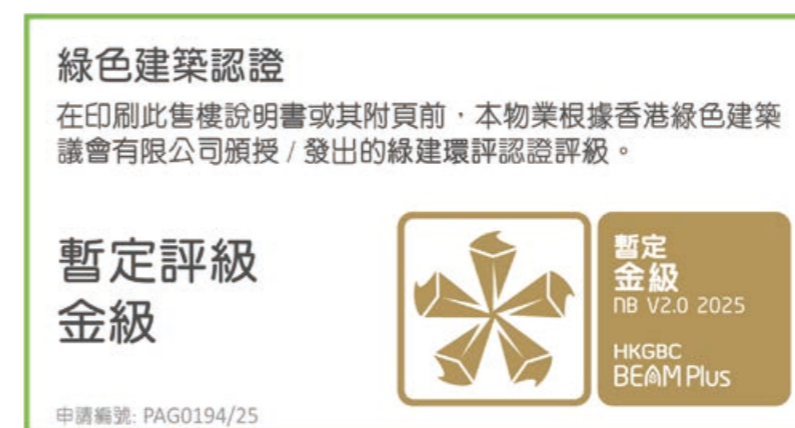 綠色建築認證
在印刷此售樓說明書或其附頁前，本物業根據香港綠色建築
議會有限公司頒授 / 發出的綠建環評認證評級。
暫定評級
金級
暫定
金級
NB V2.0 2025
HKGBC
BEAM Plus
申請編號: PAG0194/25